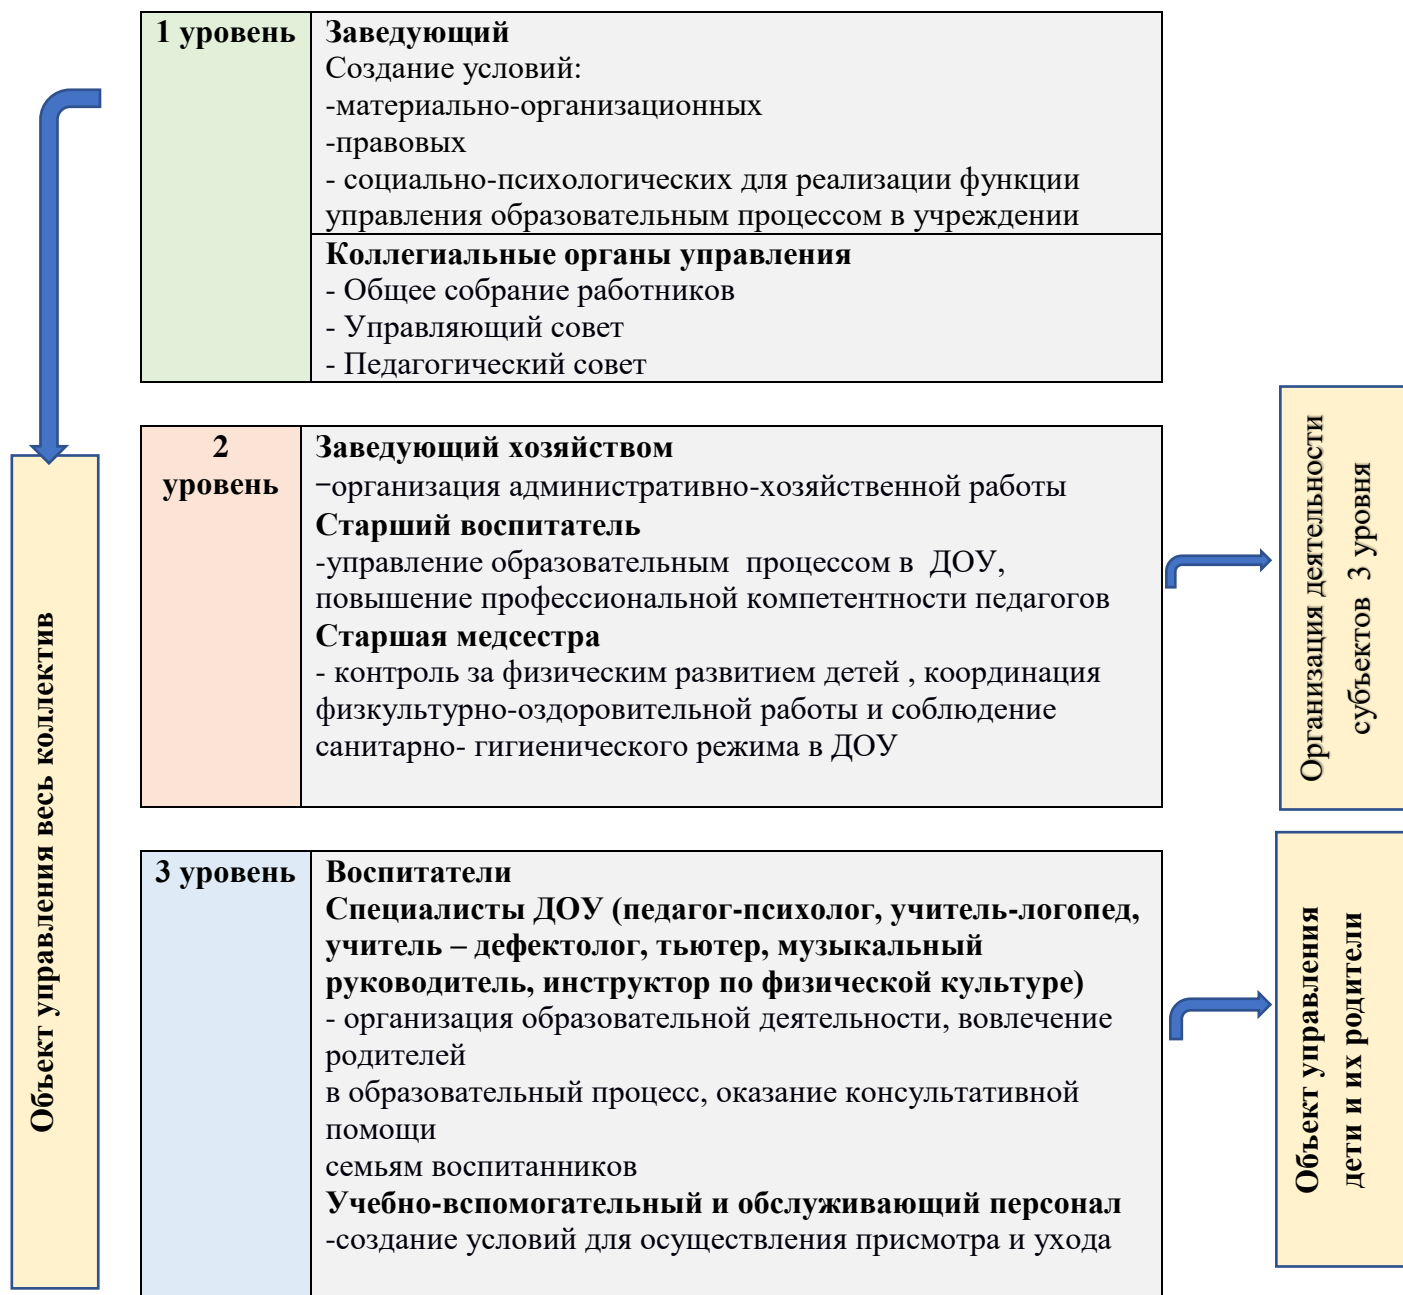 1 уровень
Заведующий
Создание условий:
-материально-организационных
-правовых
- социально-психологических для реализации функции
управления образовательным процессом в учреждении
Коллегиальные органы управления
- Общее собрание работников
- Управляющий совет
- Педагогический совет
Объект управления весь коллектив
2
уровень
Заведующий хозяйством
−организация административно-хозяйственной работы
Старший воспитатель
-управление образовательным  процессом в  ДОУ,
повышение профессиональной компетентности педагогов
Старшая медсестра
- контроль за физическим развитием детей , координация
физкультурно-оздоровительной работы и соблюдение
санитарно- гигиенического режима в ДОУ
Организация деятельности
субъектов  3 уровня
3 уровень
Воспитатели
Специалисты ДОУ (педагог-психолог, учитель-логопед,
учитель – дефектолог, тьютер, музыкальный
руководитель, инструктор по физической культуре)
- организация образовательной деятельности, вовлечение
родителей
в образовательный процесс, оказание консультативной
помощи
семьям воспитанников
Учебно-вспомогательный и обслуживающий персонал
-создание условий для осуществления присмотра и ухода
Объект управления
дети и их родители